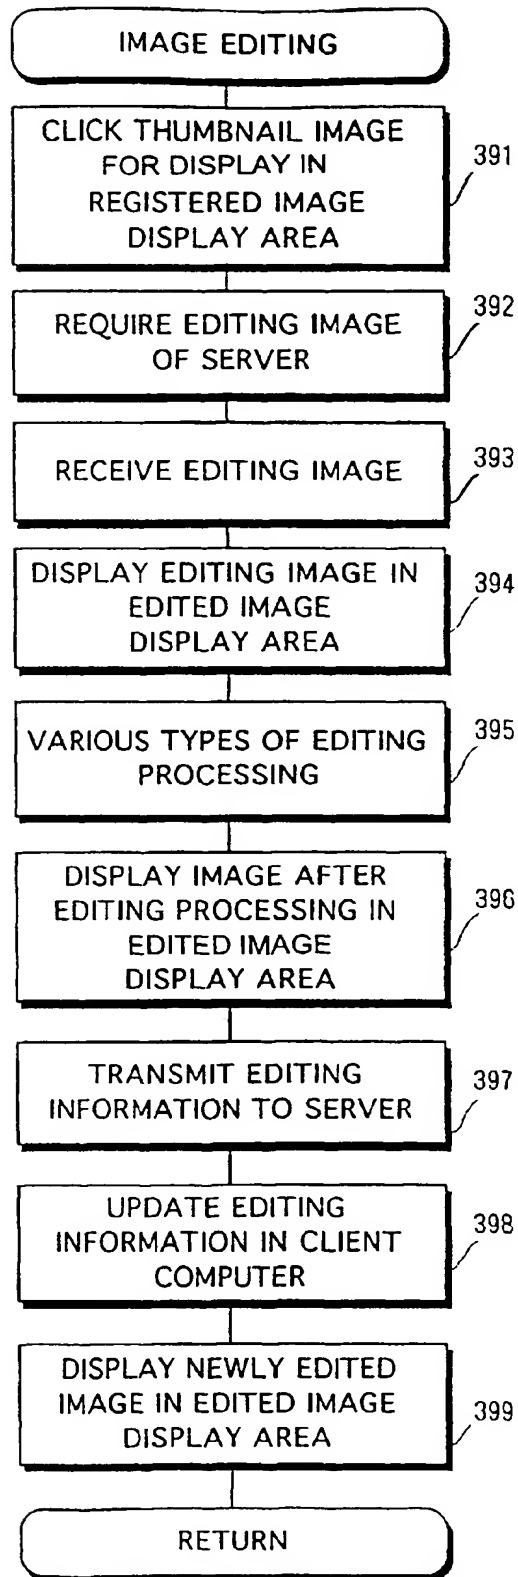 IMAGE EDITING
CLICK THUMBNAIL IMAGE
FOR DISPLAY IN
REGISTERED IMAGE
DISPLAY AREA
391
REQUIRE EDITING IMAGE
OF SERVER
392
RECEIVE EDITING IMAGE
393
DISPLAY EDITING IMAGE IN
EDITED IMAGE
DISPLAY AREA
394
VARIOUS TYPES OF EDITING
PROCESSING
395
DISPLAY IMAGE AFTER
EDITING PROCESSING IN
EDITED IMAGE
DISPLAY AREA
396
TRANSMIT EDITING
INFORMATION TO SERVER
397
UPDATE EDITING
INFORMATION IN CLIENT
COMPUTER
398
DISPLAY NEWLY EDITED
IMAGE IN EDITED IMAGE
DISPLAY AREA
399
RETURN